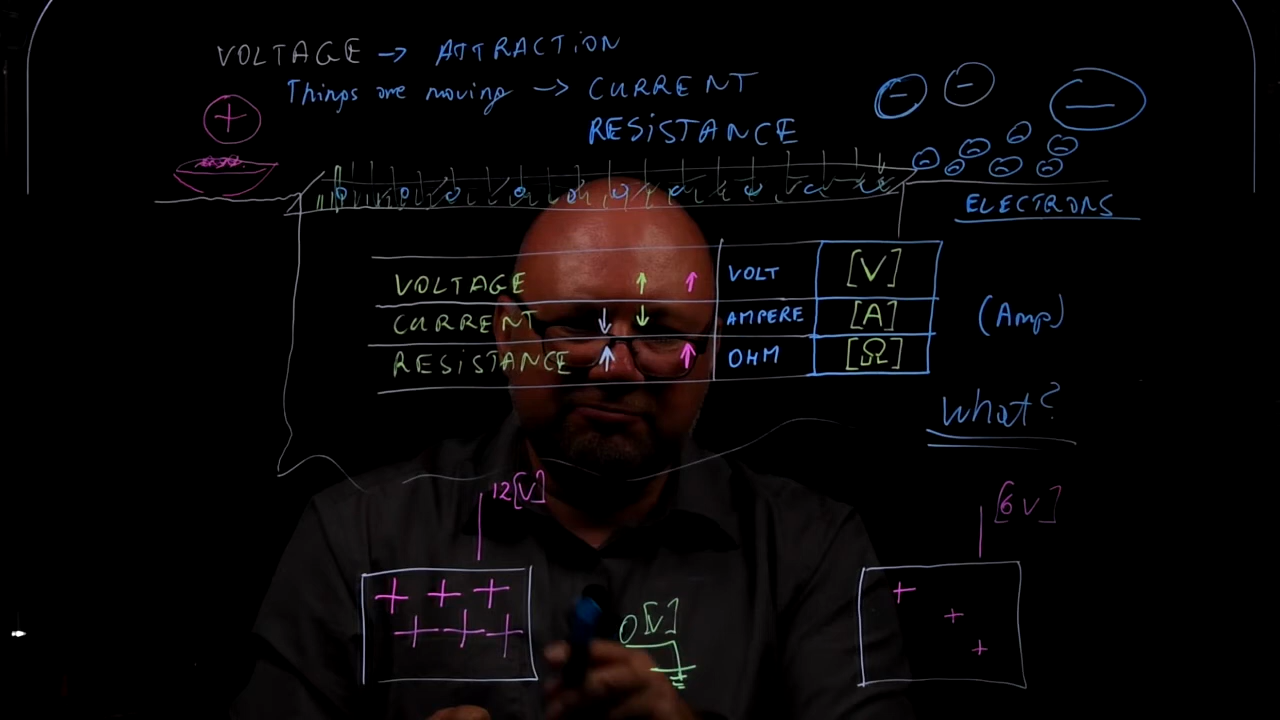 VOLTAGE → ATTRACTION
Things are moving → CURRENT
RESISTANCE
+
− − −
− − − − − − −
ELECTRONS
VOLTAGE ↑ ↑ VOLT [V]
CURRENT ↓ ↓ AMPERE [A] (Amp)
RESISTANCE ↑ ↑ OHM [Ω]
What?
12[V]
[6V]
+ + +
+ + +
0[V]
+
+
+